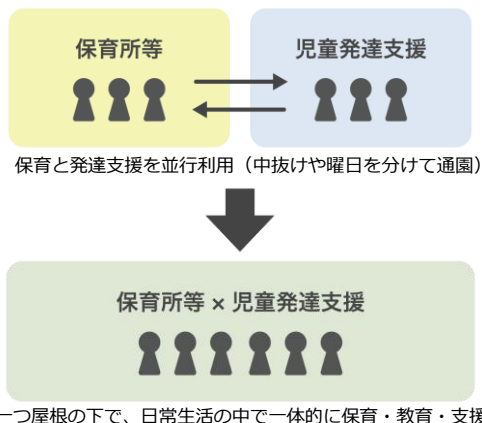 保育所等
児童発達支援
保育と発達支援を並行利用（中抜けや曜日を分けて通園）
保育所等 × 児童発達支援
一つ屋根の下で、日常生活の中で一体的に保育・教育・支援